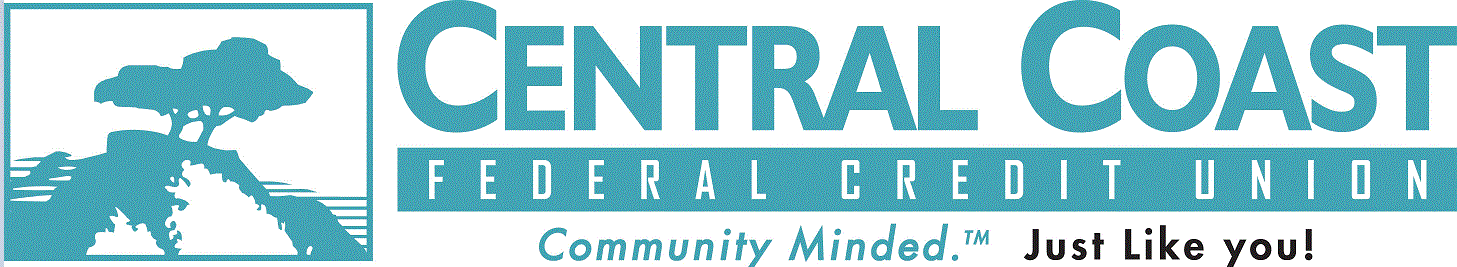 CENTRAL COAST
FEDERAL CREDIT UNION
Community Minded.™ Just Like you!